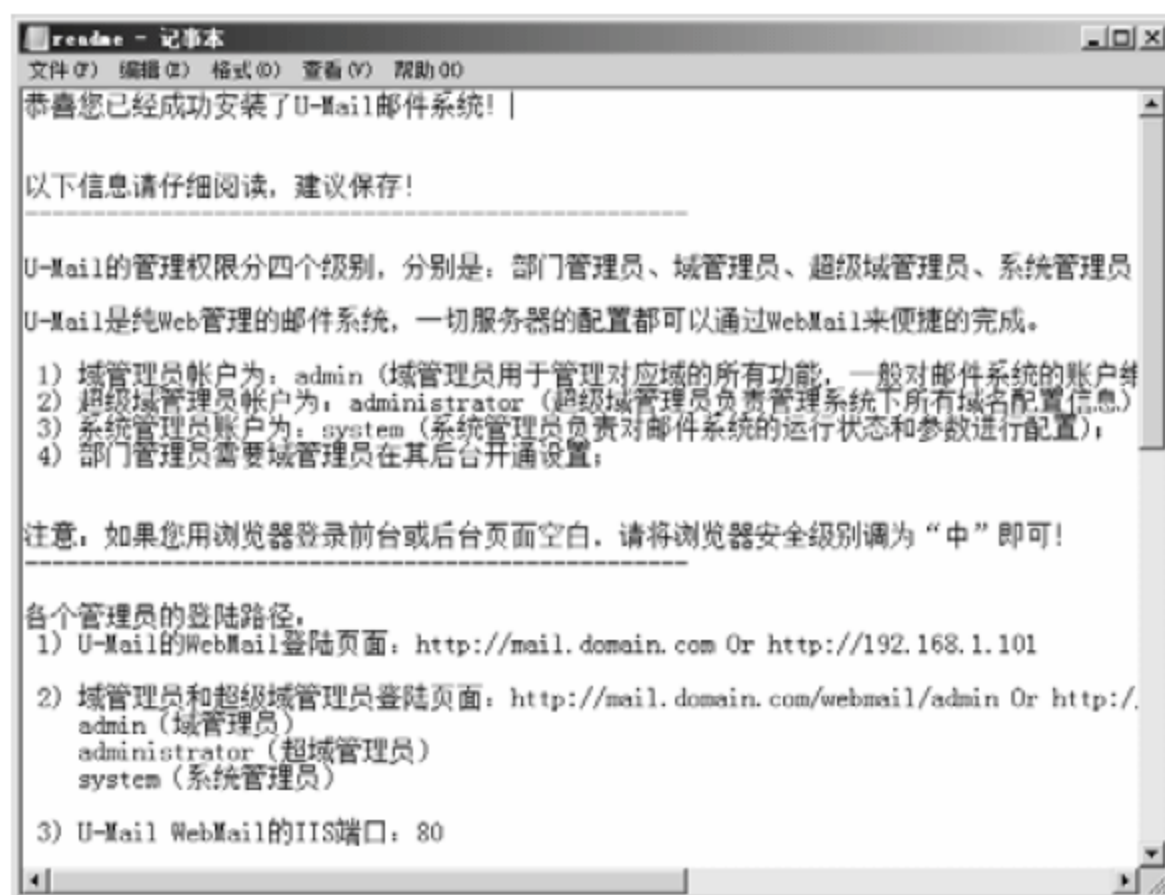 readme - 记事本
文件(F) 编辑(E) 格式(O) 查看(V) 帮助(H)
恭喜您已经成功安装了U-Mail邮件系统!
以下信息请仔细阅读，建议保存!
------------------------------------------------
U-Mail的管理权限分四个级别，分别是：部门管理员、域管理员、超级域管理员、系统管理员
U-Mail是纯Web管理的邮件系统，一切服务器的配置都可以通过WebMail来便捷的完成。
1) 域管理员帐户为：admin（域管理员用于管理对应域的所有功能，一般对邮件系统的账户维
2) 超级域管理员帐户为：administrator（超级域管理员负责管理系统下所有域名配置信息）
3) 系统管理员账户为：system（系统管理员负责对邮件系统的运行状态和参数进行配置）；
4) 部门管理员需要域管理员在其后台开通设置；
注意：如果您用浏览器登录前台或后台页面空白，请将浏览器安全级别调为“中”即可!
------------------------------------------------
各个管理员的登陆路径：
1) U-Mail的WebMail登陆页面：http://mail.domain.com Or http://192.168.1.101
2) 域管理员和超级域管理员登陆页面：http://mail.domain.com/webmail/admin Or http:/
admin（域管理员）
administrator（超域管理员）
system（系统管理员）
3) U-Mail WebMail的IIS端口：80